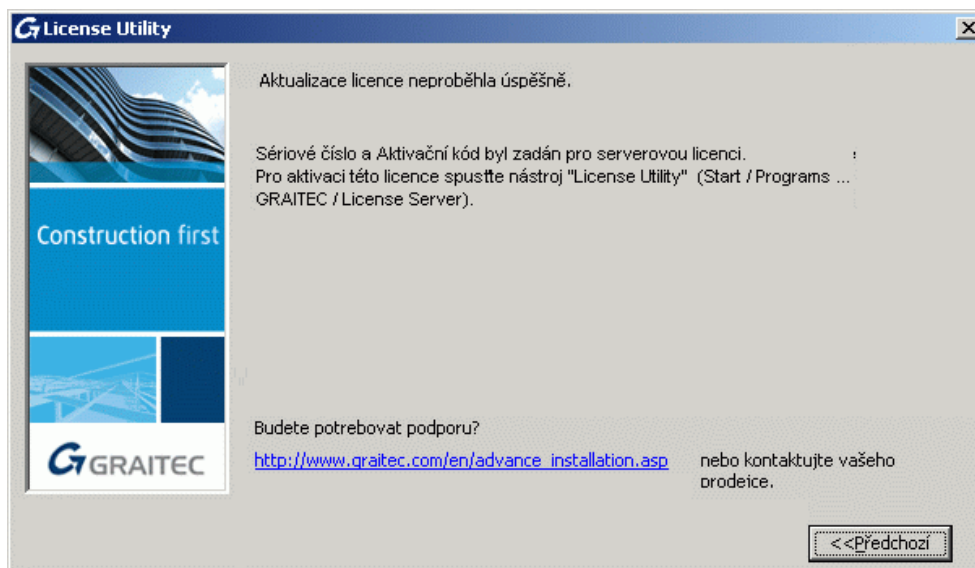 License Utility
Aktualizace licence neproběhla úspěšně.
Sériové číslo a Aktivační kód byl zadán pro serverovou licenci.
Pro aktivaci této licence spusťte nástroj "License Utility" (Start / Programs ...
GRAITEC / License Server).
Construction first
Budete potrebovat podporu?
http://www.graitec.com/en/advance_installation.asp nebo kontaktujte vašeho
prodejce.
GRAITEC
<<Předchozí